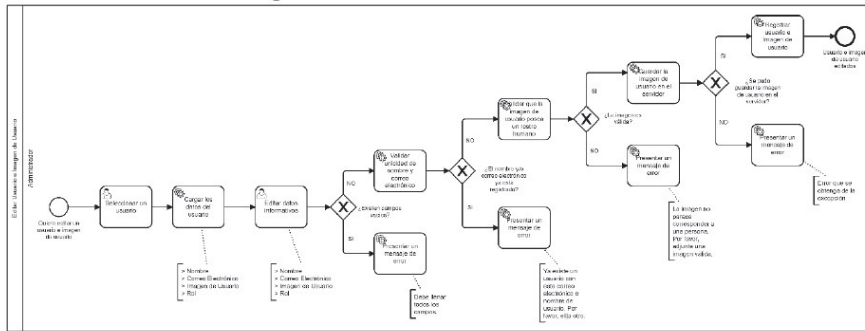 Editar Usuario e Imagen de Usuario
Administrador
Quiero editar un
usuario e imagen
de usuario
Seleccionar un
usuario
Cargar los
datos del
usuario
> Nombre
> Correo Electrónico
> Imagen de Usuario
> Rol
Editar datos
informativos
> Nombre
> Correo Electrónico
> Imagen de Usuario
> Rol
¿Existen campos
vacíos?
NO
SI
Validar
unicidad de
nombre y
correo
electrónico
Presentar un
mensaje de
error
Debe llenar
todos los
campos.
¿El nombre y/o
correo electrónico
ya está
registrado?
NO
SI
Validar que la
imagen de
usuario posea
un rostro
humano
Presentar un
mensaje de
error
Ya existe un
usuario con
este correo
electrónico o
nombre de
usuario. Por
favor, elija otro.
¿La imagen es
válida?
SI
NO
Guardar la
imagen de
usuario en el
servidor
Presentar un
mensaje de
error
La imagen no
parece
corresponder a
una persona.
Por favor,
adjunte una
imagen válida.
¿Se pudo
guardar la imagen
de usuario en el
servidor?
SI
NO
Registrar
usuario e
imagen de
usuario
Presentar un
mensaje de
error
Error que se
obtenga de la
excepción
Usuario e imagen
de usuario
editados